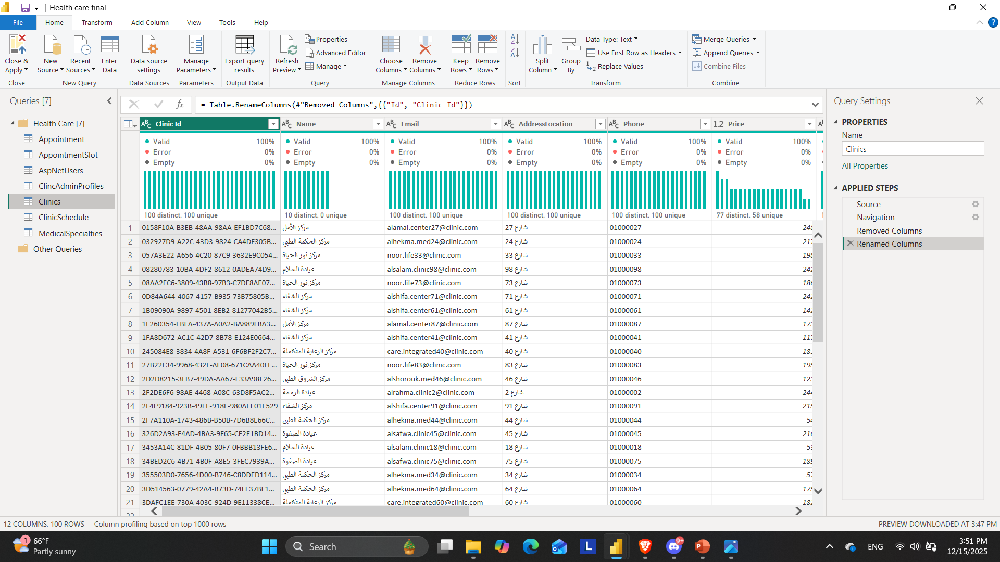 Health care final
File Home Transform Add Column View Tools Help
Close & Apply
New Source
Recent Sources
Enter Data
Data source settings
Manage Parameters
Export query results
Refresh Preview
Properties
Advanced Editor
Manage
Choose Columns
Remove Columns
Keep Rows
Remove Rows
Split Column
Group By
Data Type: Text
Use First Row as Headers
Replace Values
Merge Queries
Append Queries
Combine Files
Close New Query Data Sources Parameters Output Data Query Manage Columns Reduce Rows Sort Transform Combine
Queries [7]
Health Care [7]
Appointment
AppointmentSlot
AspNetUsers
ClincAdminProfiles
Clinics
ClinicSchedule
MedicalSpecialties
Other Queries
= Table.RenameColumns(#"Removed Columns",{{"Id", "Clinic Id"}})
Clinic Id Name Email AddressLocation Phone 1.2 Price
Valid 100% Valid 100% Valid 100% Valid 100% Valid 100% Valid 100%
Error 0% Error 0% Error 0% Error 0% Error 0% Error 0%
Empty 0% Empty 0% Empty 0% Empty 0% Empty 0% Empty 0%
100 distinct, 100 unique 10 distinct, 0 unique 100 distinct, 100 unique 100 distinct, 100 unique 100 distinct, 100 unique 77 distinct, 58 unique
1 0158F10A-B3EB-48AA-98AA-EF1BD7C68... مركز الأمل alamal.center27@clinic.com شارع 27 01000027 248
2 032927D9-A22C-43D3-9824-CA4DF305B... مركز الحكمة الطبي alhekma.med24@clinic.com شارع 24 01000024 217
3 057A3E22-A656-4C20-87C9-3632E9C054... مركز نور الحياة noor.life33@clinic.com شارع 33 01000033 198
4 08280783-10BA-4DF2-8612-0ADEA74D9... عيادة السلام alsalam.clinic98@clinic.com شارع 98 01000098 242
5 08AA2FC6-3809-43B8-97B3-C7DE8AE07... مركز نور الحياة noor.life73@clinic.com شارع 73 01000073 186
6 0D84A644-4067-4157-B935-73B75805B... مركز الشفاء alshifa.center71@clinic.com شارع 71 01000071 242
7 1B09090A-9897-4501-8EB2-81277042B5... مركز الشفاء alshifa.center61@clinic.com شارع 61 01000061 142
8 1E260354-EBEA-437A-A0A2-BA889FBA3... مركز الأمل alamal.center87@clinic.com شارع 87 01000087 173
9 1FA8D672-AC1C-42D7-8B78-E124E0664... مركز الشفاء alshifa.center41@clinic.com شارع 41 01000041 117
10 245084E8-3834-4A8F-A531-6F6BF2F2C7... مركز الرعاية المتكاملة care.integrated40@clinic.com شارع 40 01000040 181
11 27B22F34-9968-432F-AE08-671CAA40FF... مركز نور الحياة noor.life83@clinic.com شارع 83 01000083 195
12 2D2D8215-3FB7-49DA-AA67-E33A98F26... مركز الشروق الطبي alshorouk.med46@clinic.com شارع 46 01000046 123
13 2F2DE6F6-98AE-4468-A08C-63D8F5AC2... عيادة الرحمة alrahma.clinic2@clinic.com شارع 2 01000002 244
14 2F4F9184-923B-49EE-918F-980AEE01E529 مركز الشفاء alshifa.center91@clinic.com شارع 91 01000091 215
15 2F7A110A-1743-486B-B50B-7D6B8E66C... مركز الحكمة الطبي alhekma.med44@clinic.com شارع 44 01000044 54
16 326D2A93-E4AD-4BA3-9F65-CE2E1BD14... عيادة الصفوة alsafwa.clinic45@clinic.com شارع 45 01000045 216
17 3453A14C-81DF-4B05-80F7-0FBBB13FE6... عيادة السلام alsalam.clinic18@clinic.com شارع 18 01000018 53
18 34BED2C6-4B71-4B0F-A8E5-3FEC7939A... عيادة الصفوة alsafwa.clinic75@clinic.com شارع 75 01000075 189
19 355503D0-7656-4D00-B746-C8DDED114... مركز الحكمة الطبي alhekma.med34@clinic.com شارع 34 01000034 57
20 3D514563-0779-42A4-B73D-74FE37BF1... مركز الحكمة الطبي alhekma.med64@clinic.com شارع 64 01000064 175
21 3DAFC1EE-730A-403C-924D-9E11338CE... مركز الرعاية المتكاملة care.integrated60@clinic.com شارع 60 01000060 182
22
Query Settings
PROPERTIES
Name
Clinics
All Properties
APPLIED STEPS
Source
Navigation
Removed Columns
Renamed Columns
12 COLUMNS, 100 ROWS Column profiling based on top 1000 rows PREVIEW DOWNLOADED AT 3:47 PM
1 66°F
Partly sunny
Search
9+
ENG
3:51 PM
12/15/2025